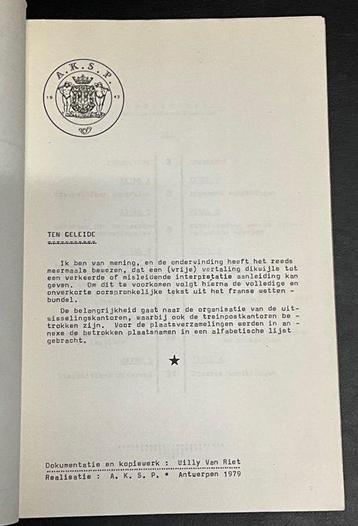 A.K.S.P.
TEN GELEIDE
Ik ben van mening, en de ondervinding heeft het reeds
meermaals bewezen, dat een (vrije) vertaling dikwijls tot
een verkeerde of misleidende interpretatie aanleiding kan
geven. Om dit te voorkomen volgt hierna de volledige en
onverkorte oorspronkelijke tekst uit het franse wetten -
bundel.
De belangrijkheid gaat naar de organisatie van de uit-
wisselingskantoren, waarbij ook de treinpostkantoren be -
trokken zijn. Voor de plaatsverzamelingen werden in an-
nexe de betrokken plaatsnamen in een alfabetische lijst
gebracht.
Dokumentatie en kopiewerk : Willy Van Riet
Realisatie : A. K. S. P. * Antwerpen 1979